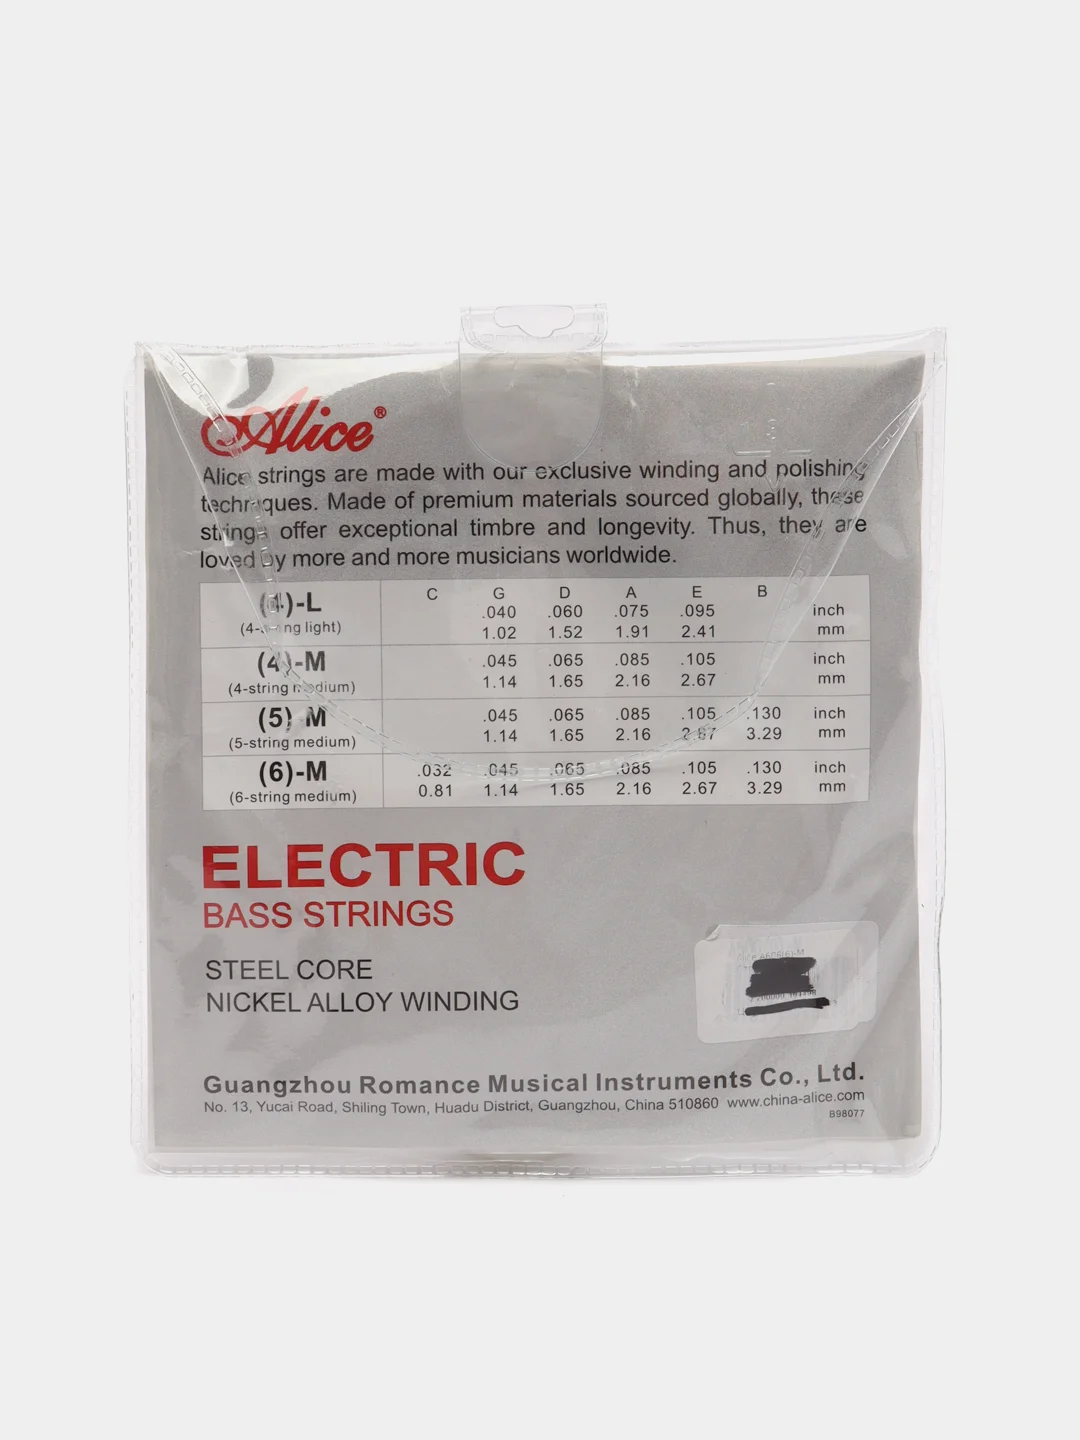 Alice®
Alice strings are made with our exclusive winding and polishing
techniques. Made of premium materials sourced globally, these
strings offer exceptional timbre and longevity. Thus, they are
loved by more and more musicians worldwide.
C G D A E B
(4)-L .040 .060 .075 .095 inch
(4-string light) 1.02 1.52 1.91 2.41 mm
(4)-M .045 .065 .085 .105 inch
(4-string medium) 1.14 1.65 2.16 2.67 mm
(5)-M .045 .065 .085 .105 .130 inch
(5-string medium) 1.14 1.65 2.16 2.67 3.29 mm
(6)-M .032 .045 .065 .085 .105 .130 inch
(6-string medium) 0.81 1.14 1.65 2.16 2.67 3.29 mm
ELECTRIC
BASS STRINGS
STEEL CORE
NICKEL ALLOY WINDING
Guangzhou Romance Musical Instruments Co., Ltd.
No. 13, Yucai Road, Shiling Town, Huadu District, Guangzhou, China 510860 www.china-alice.com
B98077